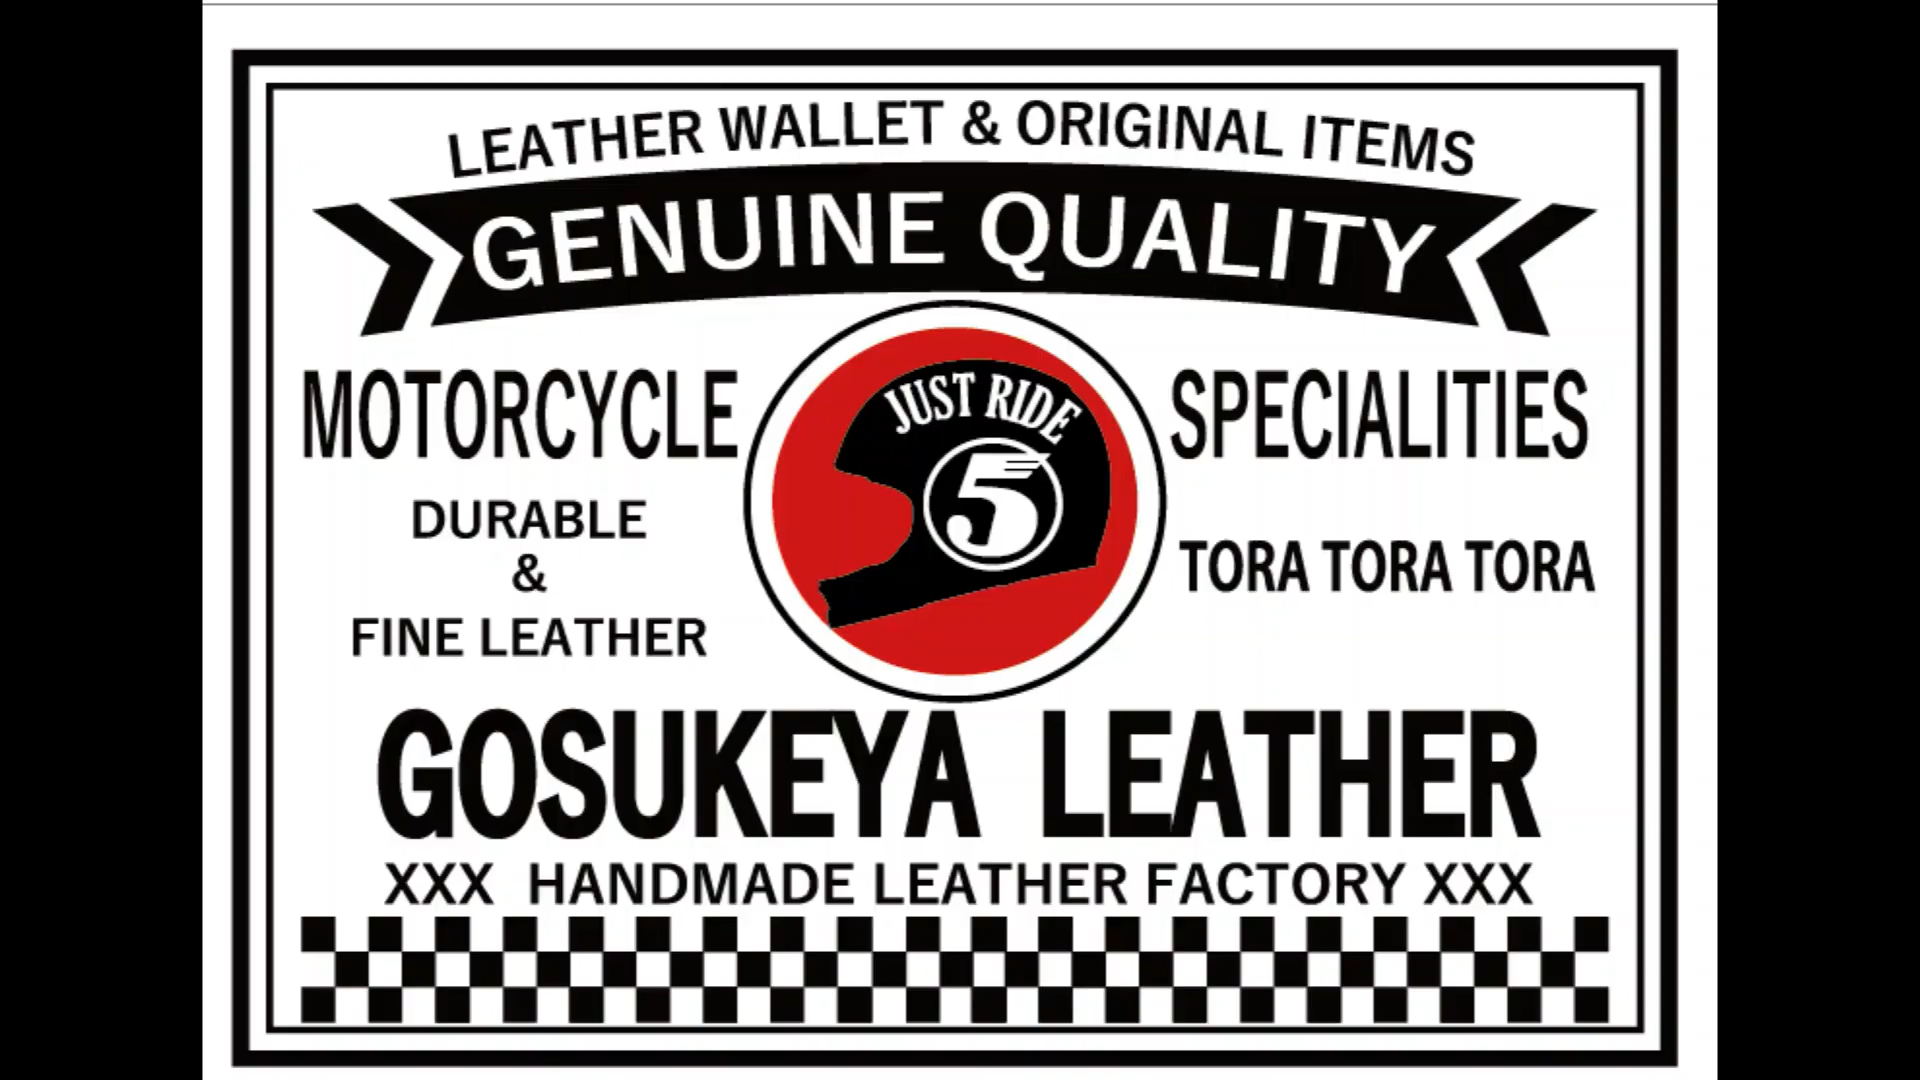 LEATHER WALLET & ORIGINAL ITEMS
GENUINE QUALITY
MOTORCYCLE
SPECIALITIES
JUST RIDE
5
DURABLE
&
FINE LEATHER
TORA TORA TORA
GOSUKEYA LEATHER
XXX HANDMADE LEATHER FACTORY XXX